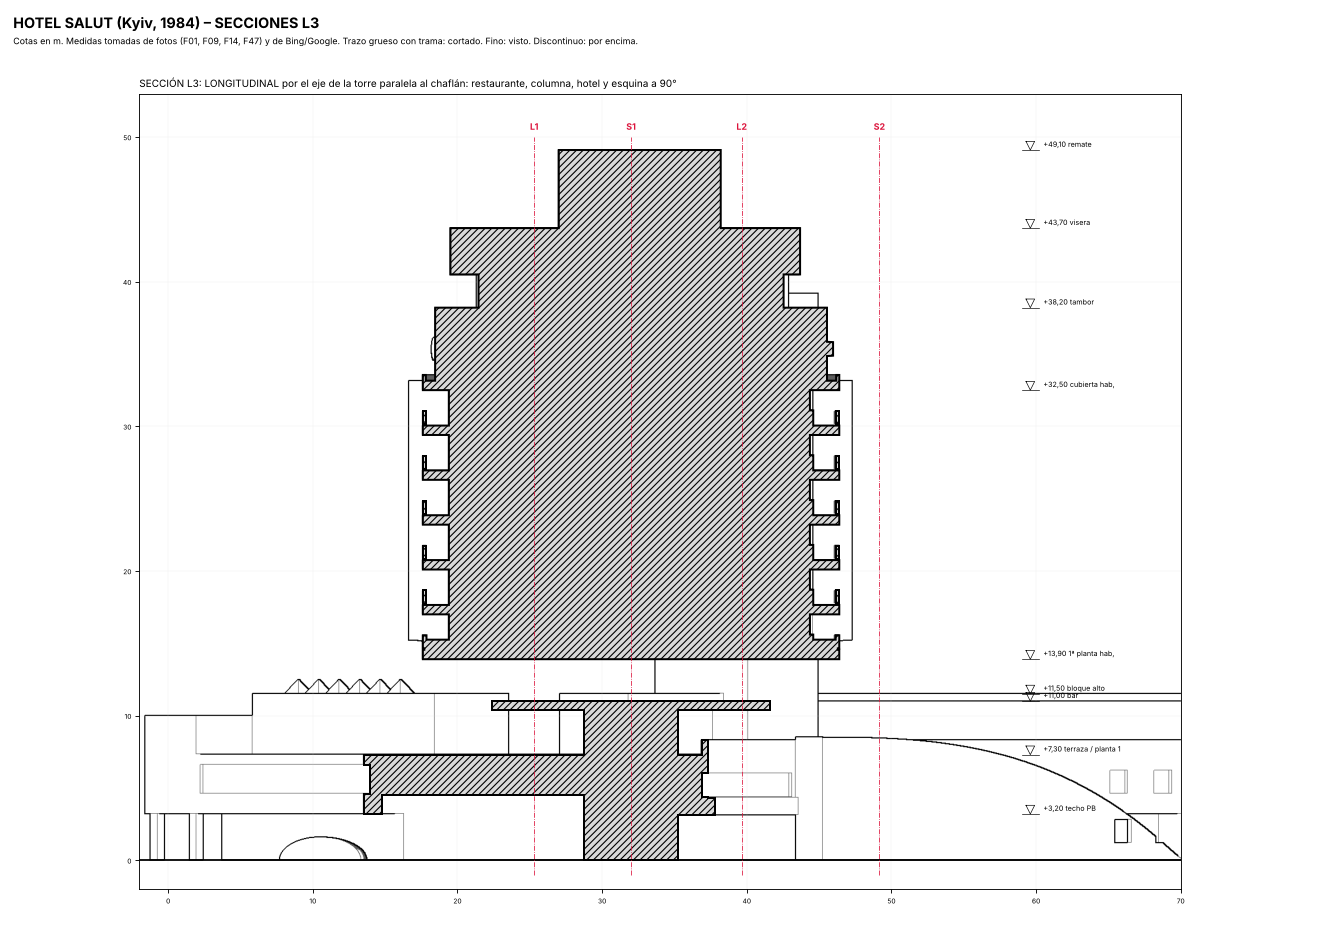 HOTEL SALUT (Kyiv, 1984) – SECCIONES L3
Cotas en m. Medidas tomadas de fotos (F01, F09, F14, F47) y de Bing/Google. Trazo grueso con trama: cortado. Fino: visto. Discontinuo: por encima.
SECCIÓN L3: LONGITUDINAL por el eje de la torre paralela al chaflán: restaurante, columna, hotel y esquina a 90°
L1 S1 L2 S2
50
+49,10 remate
+43,70 visera
40
+38,20 tambor
+32,50 cubierta hab,
30
20
+13,90 1ª planta hab,
+11,50 bloque alto
+11,00 bar
10
+7,30 terraza / planta 1
+3,20 techo PB
0
0 10 20 30 40 50 60 70